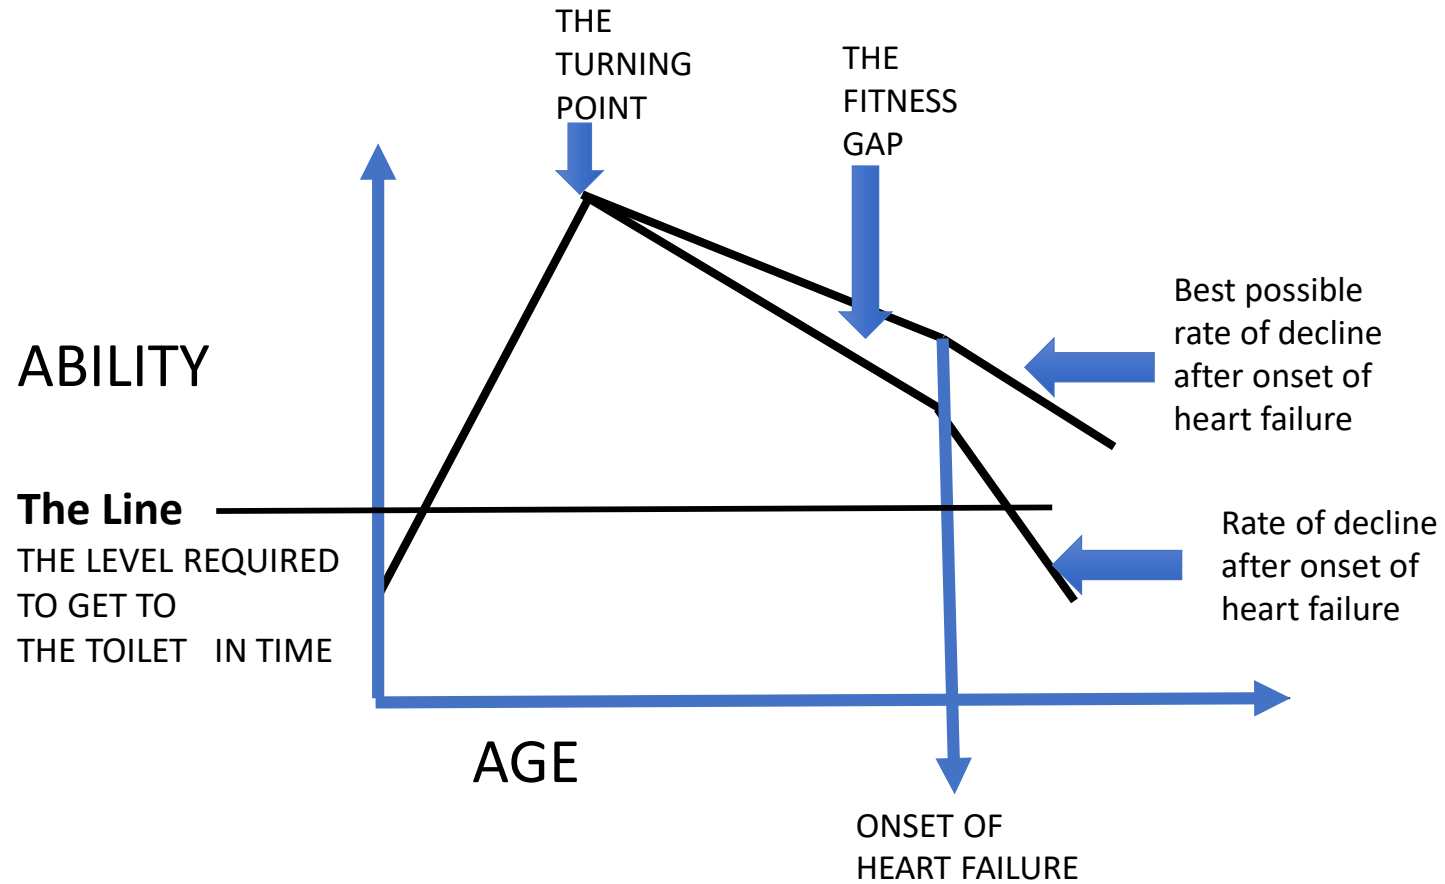 THE
TURNING
POINT
THE
FITNESS
GAP
Best possible
rate of decline
after onset of
heart failure
ABILITY
The Line
THE LEVEL REQUIRED
TO GET TO
THE TOILET IN TIME
Rate of decline
after onset of
heart failure
AGE
ONSET OF
HEART FAILURE